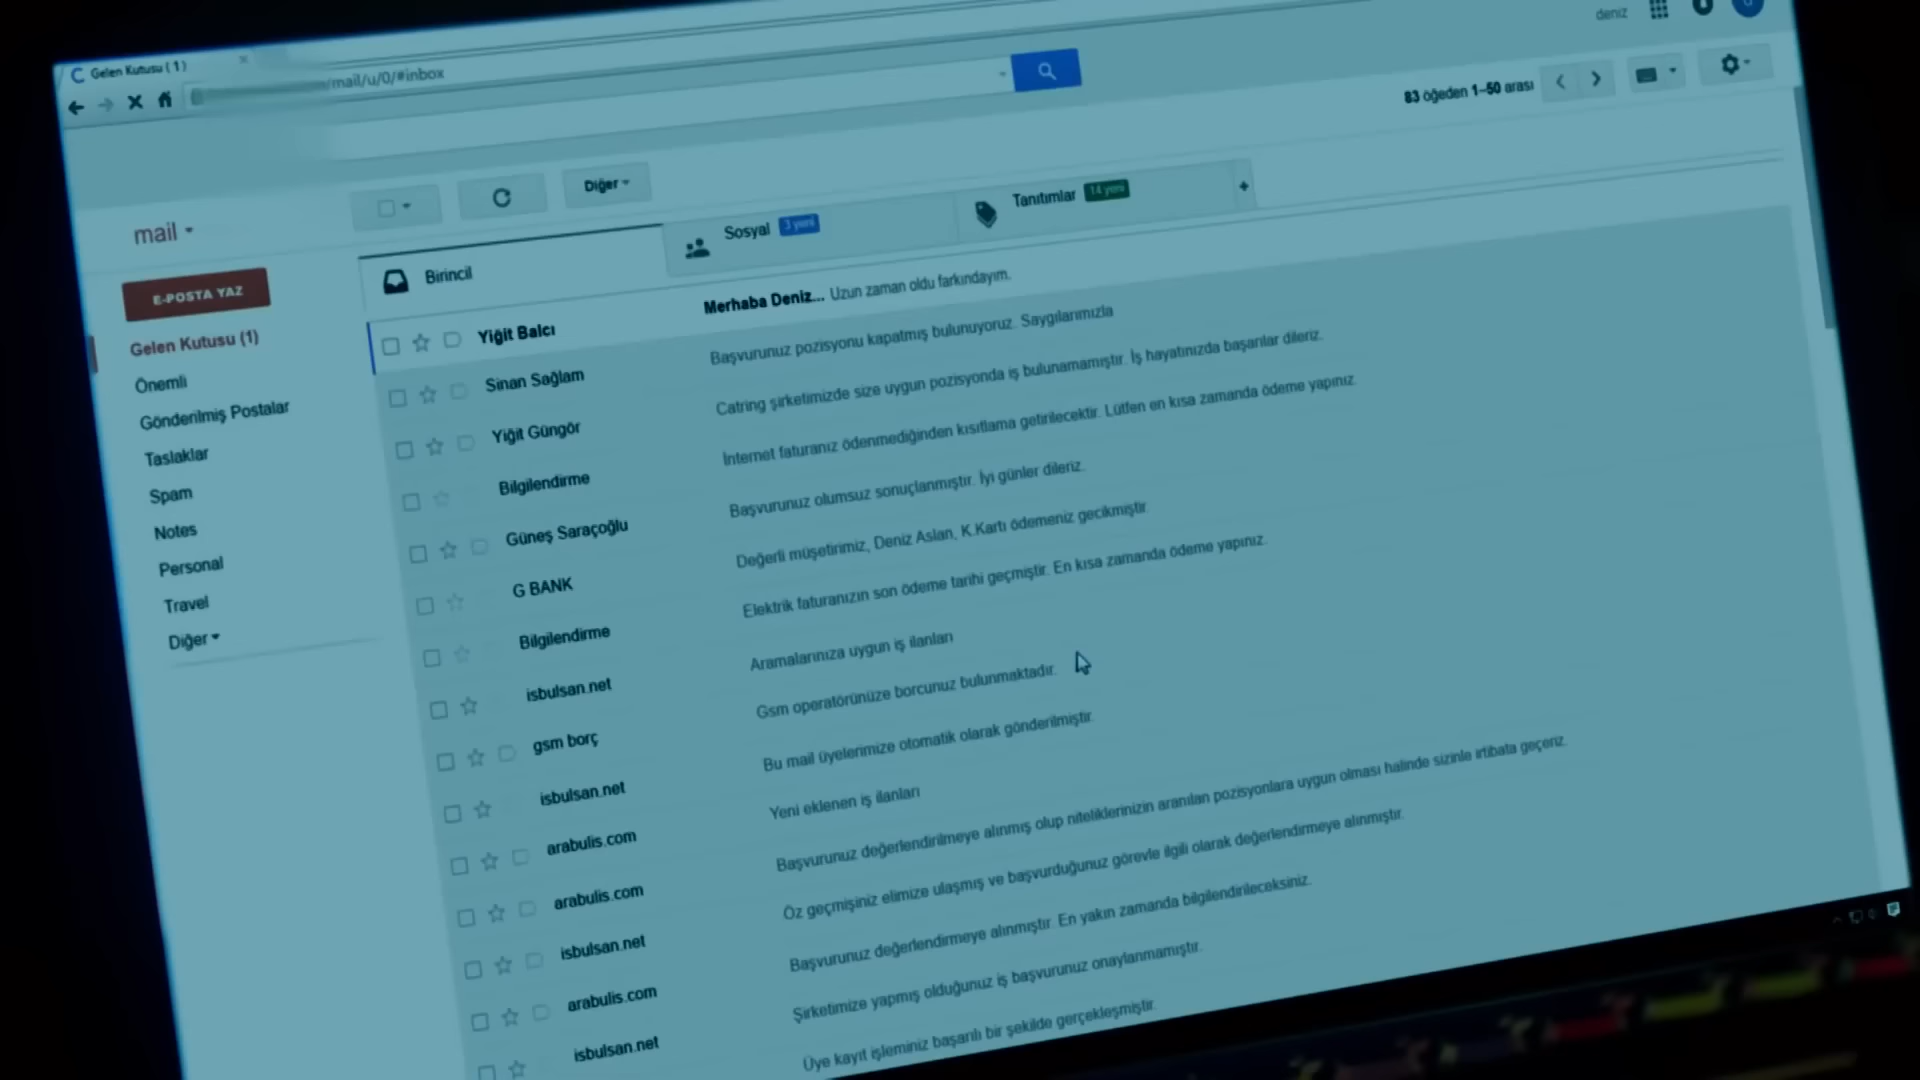 Gelen Kutusu ( 1 )
/mail/u/0/#inbox
deniz
83 öğeden 1–50 arası
mail
Diğer
Birincil
Sosyal 3 yeni
Tanıtımlar 14 yeni
E-POSTA YAZ
Gelen Kutusu (1)
Önemli
Gönderilmiş Postalar
Taslaklar
Spam
Notes
Personal
Travel
Diğer
Yiğit Balcı Merhaba Deniz... Uzun zaman oldu farkındayım.
Sinan Sağlam Başvurunuz pozisyonu kapatmış bulunuyoruz. Saygılarımızla
Yiğit Güngör Catring şirketimizde size uygun pozisyonda iş bulunamamıştır. İş hayatınızda başarılar dileriz.
Bilgilendirme İnternet faturanız ödenmediğinden kısıtlama getirilecektir. Lütfen en kısa zamanda ödeme yapınız.
Güneş Saraçoğlu Başvurunuz olumsuz sonuçlanmıştır. İyi günler dileriz.
G BANK Değerli müşetirimiz, Deniz Aslan, K.Kartı ödemeniz gecikmiştir.
Bilgilendirme Elektrik faturanızın son ödeme tarihi geçmiştir. En kısa zamanda ödeme yapınız.
isbulsan.net Aramalarınıza uygun iş ilanları
gsm borç Gsm operatörünüze borcunuz bulunmaktadır.
isbulsan.net Bu mail üyelerimize otomatik olarak gönderilmiştir.
arabulis.com Yeni eklenen iş ilanları
arabulis.com Başvurunuz değerlendirilmeye alınmış olup niteliklerinizin aranılan pozisyonlara uygun olması halinde sizinle irtibata geçeriz.
isbulsan.net Öz geçmişiniz elimize ulaşmış ve başvurduğunuz görevle ilgili olarak değerlendirmeye alınmıştır.
arabulis.com Başvurunuz değerlendirmeye alınmıştır. En yakın zamanda bilgilendirileceksiniz.
isbulsan.net Şirketimize yapmış olduğunuz iş başvurunuz onaylanmamıştır.
Üye kayıt işleminiz başarılı bir şekilde gerçekleşmiştir.